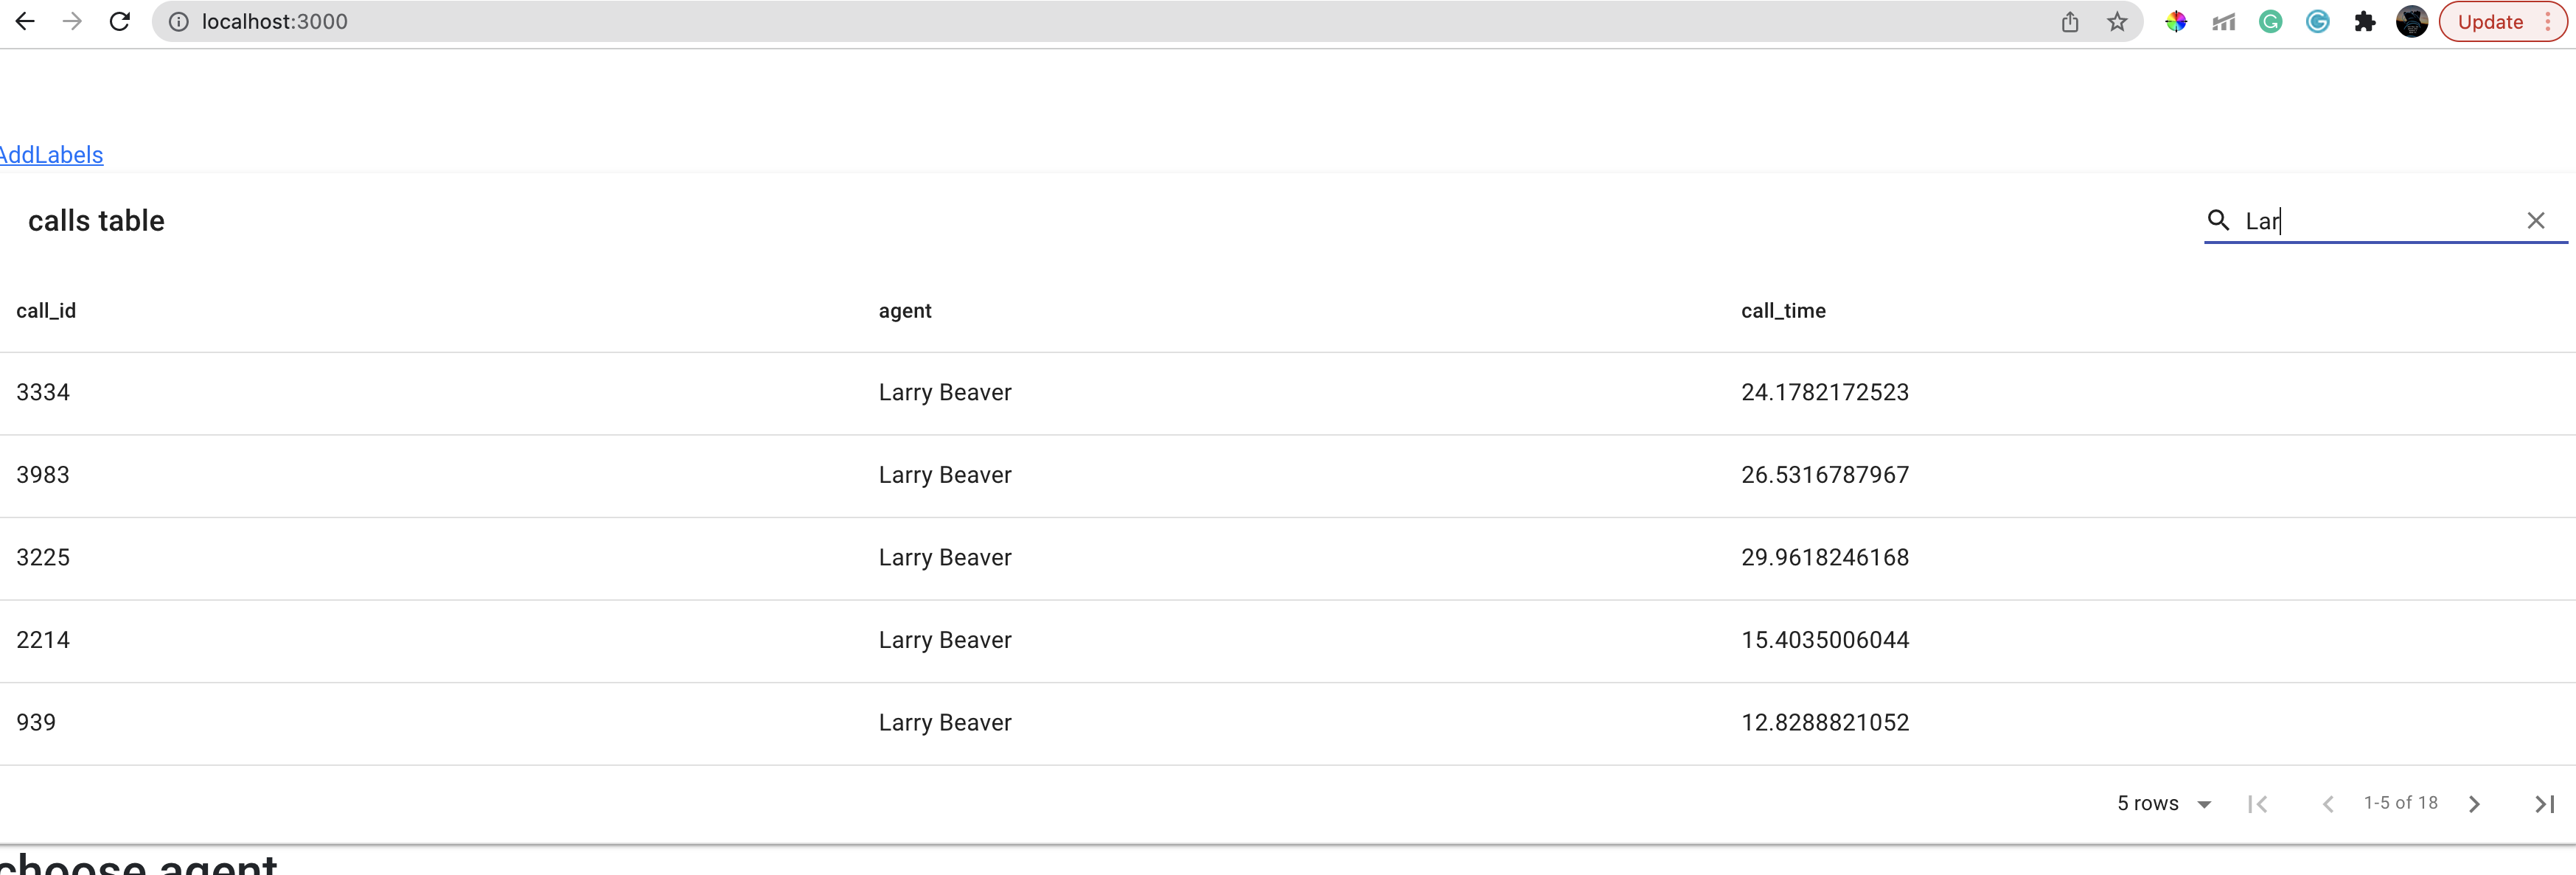 localhost:3000
Update
AddLabels
calls table
Lar
call_id agent call_time
3334 Larry Beaver 24.1782172523
3983 Larry Beaver 26.5316787967
3225 Larry Beaver 29.9618246168
2214 Larry Beaver 15.4035006044
939 Larry Beaver 12.8288821052
5 rows 1-5 of 18
choose agent